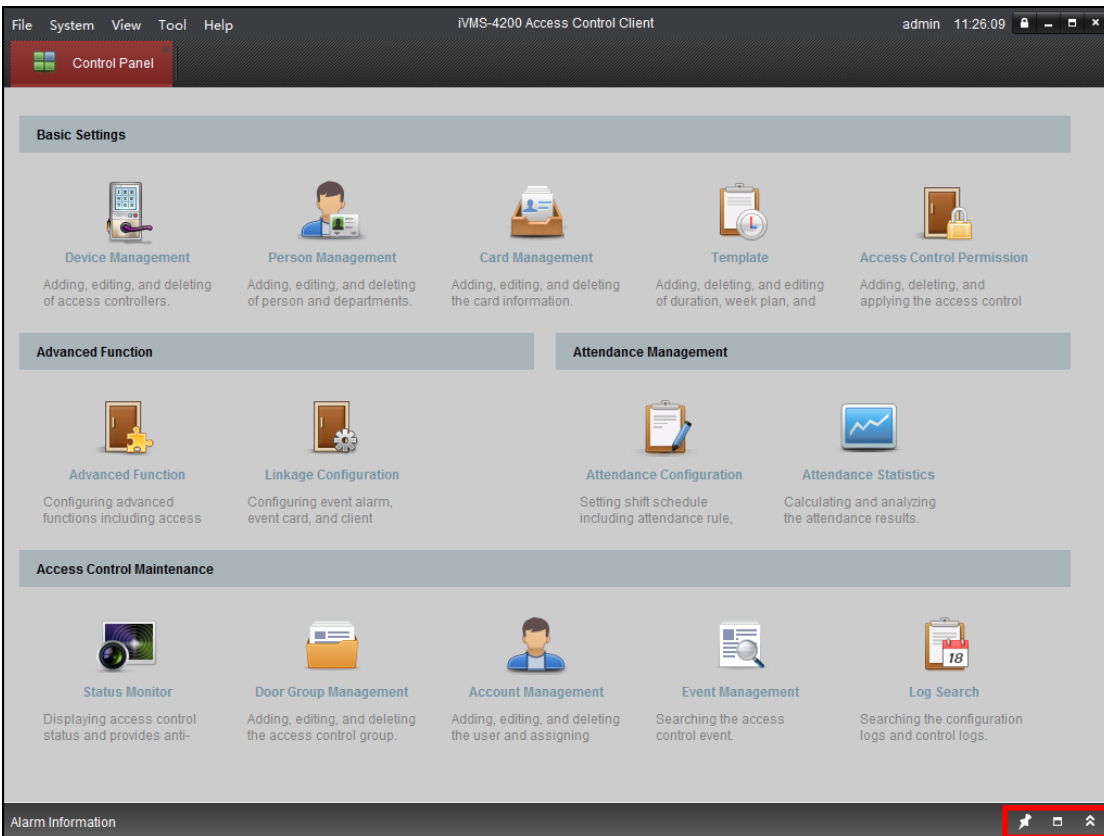 File System View Tool Help iVMS-4200 Access Control Client admin 11:26:09
Control Panel
Basic Settings
Device Management
Adding, editing, and deleting
of access controllers.
Person Management
Adding, editing, and deleting
of person and departments.
Card Management
Adding, editing, and deleting
the card information.
Template
Adding, deleting, and editing
of duration, week plan, and
Access Control Permission
Adding, deleting, and
applying the access control
Advanced Function
Advanced Function
Configuring advanced
functions including access
Linkage Configuration
Configuring event alarm,
event card, and client
Attendance Management
Attendance Configuration
Setting shift schedule
including attendance rule,
Attendance Statistics
Calculating and analyzing
the attendance results.
Access Control Maintenance
Status Monitor
Displaying access control
status and provides anti-
Door Group Management
Adding, editing, and deleting
the access control group.
Account Management
Adding, editing, and deleting
the user and assigning
Event Management
Searching the access
control event.
18
Log Search
Searching the configuration
logs and control logs.
Alarm Information